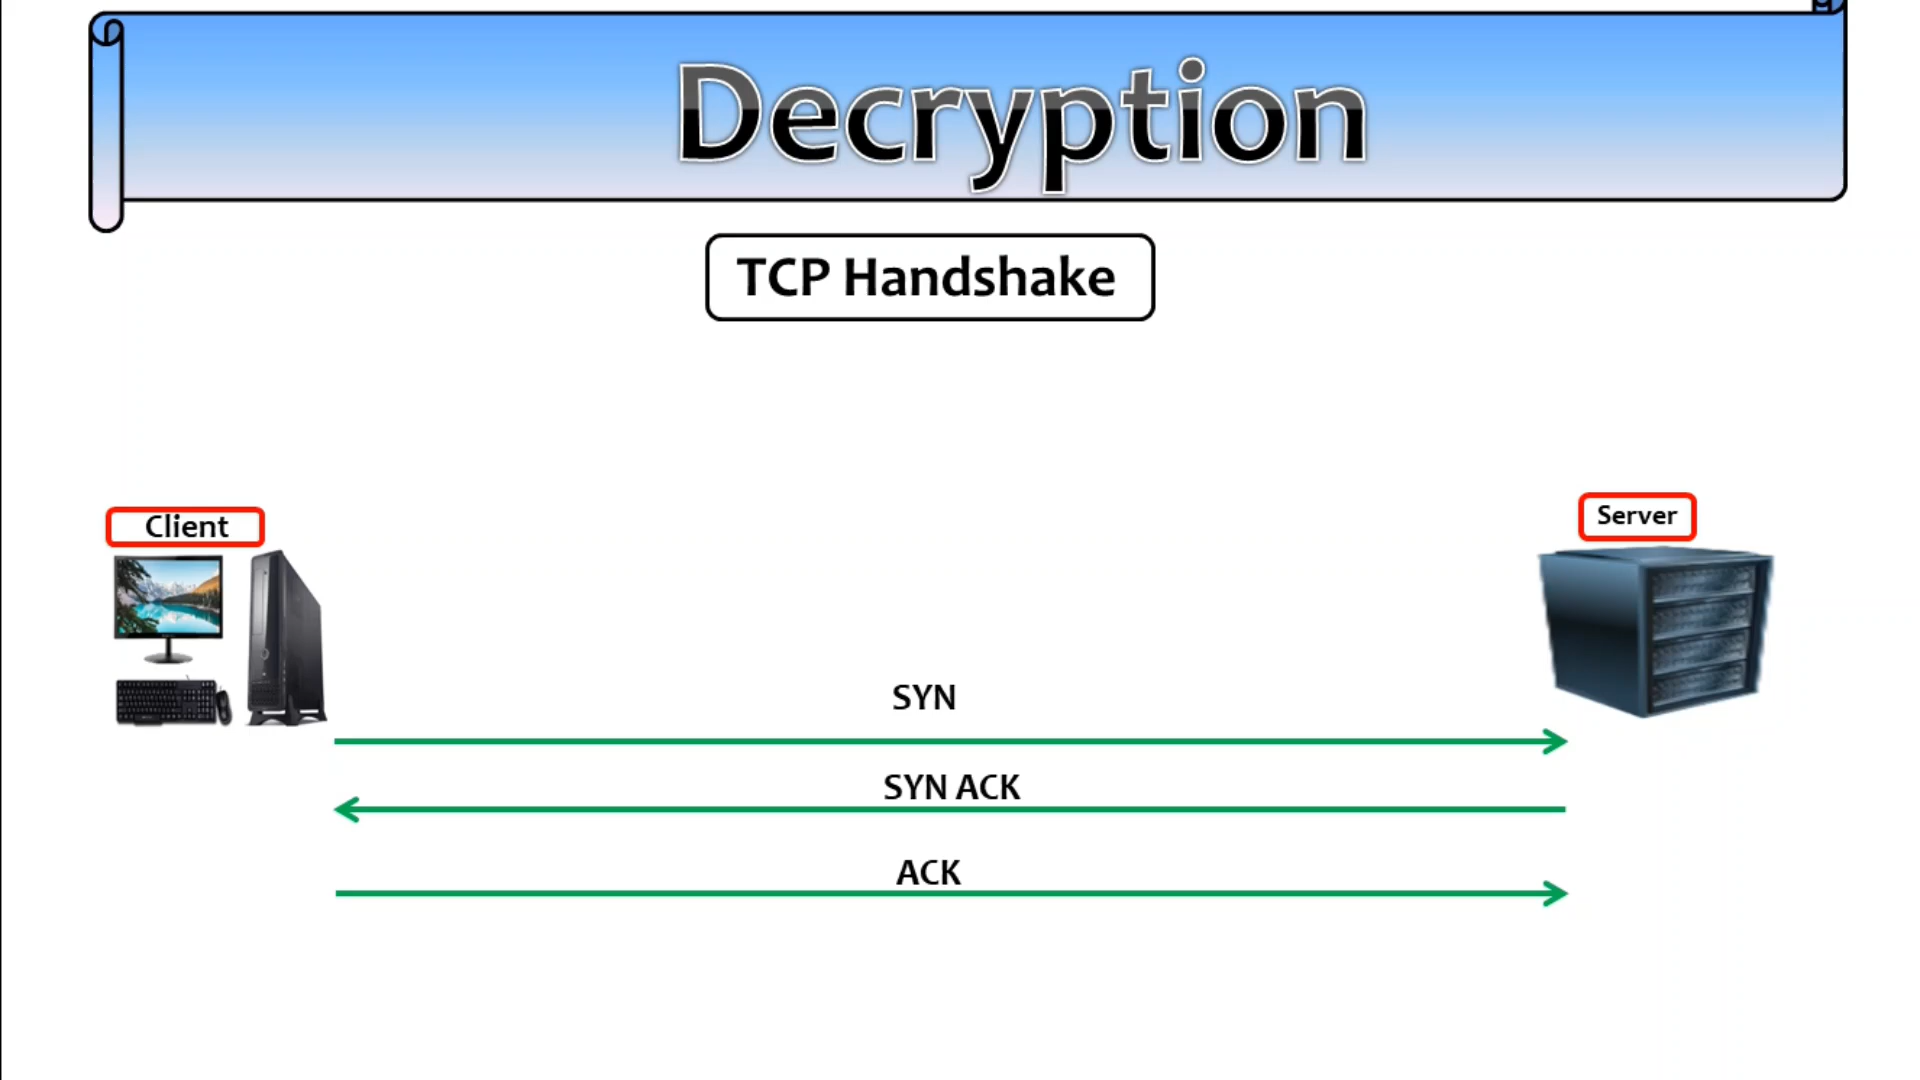 Decryption
TCP Handshake
Client
Server
SYN
SYN ACK
ACK